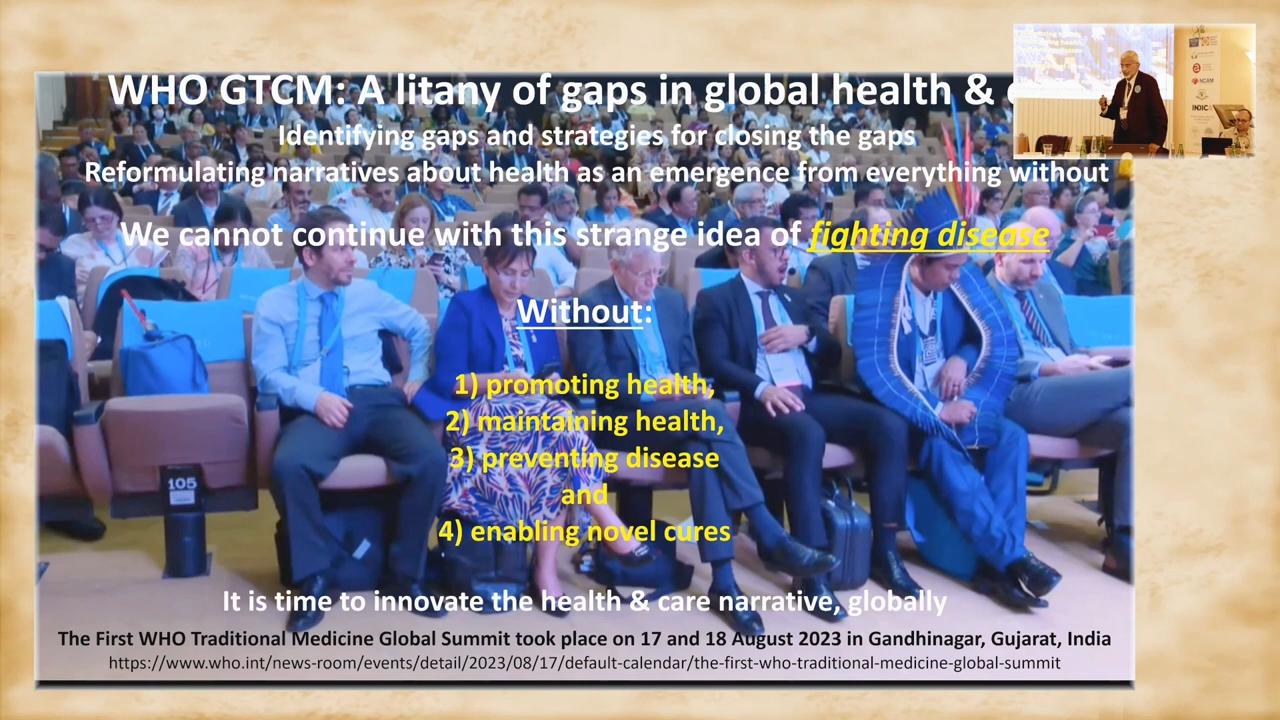 WHO GTCM: A litany of gaps in global health &
Identifying gaps and strategies for closing the gaps
Reformulating narratives about health as an emergence from everything without
We cannot continue with this strange idea of fighting disease
Without:
1) promoting health,
2) maintaining health,
3) preventing disease
and
4) enabling novel cures
It is time to innovate the health & care narrative, globally
The First WHO Traditional Medicine Global Summit took place on 17 and 18 August 2023 in Gandhinagar, Gujarat, India
https://www.who.int/news-room/events/detail/2023/08/17/default-calendar/the-first-who-traditional-medicine-global-summit
105
NCAM
INDIC